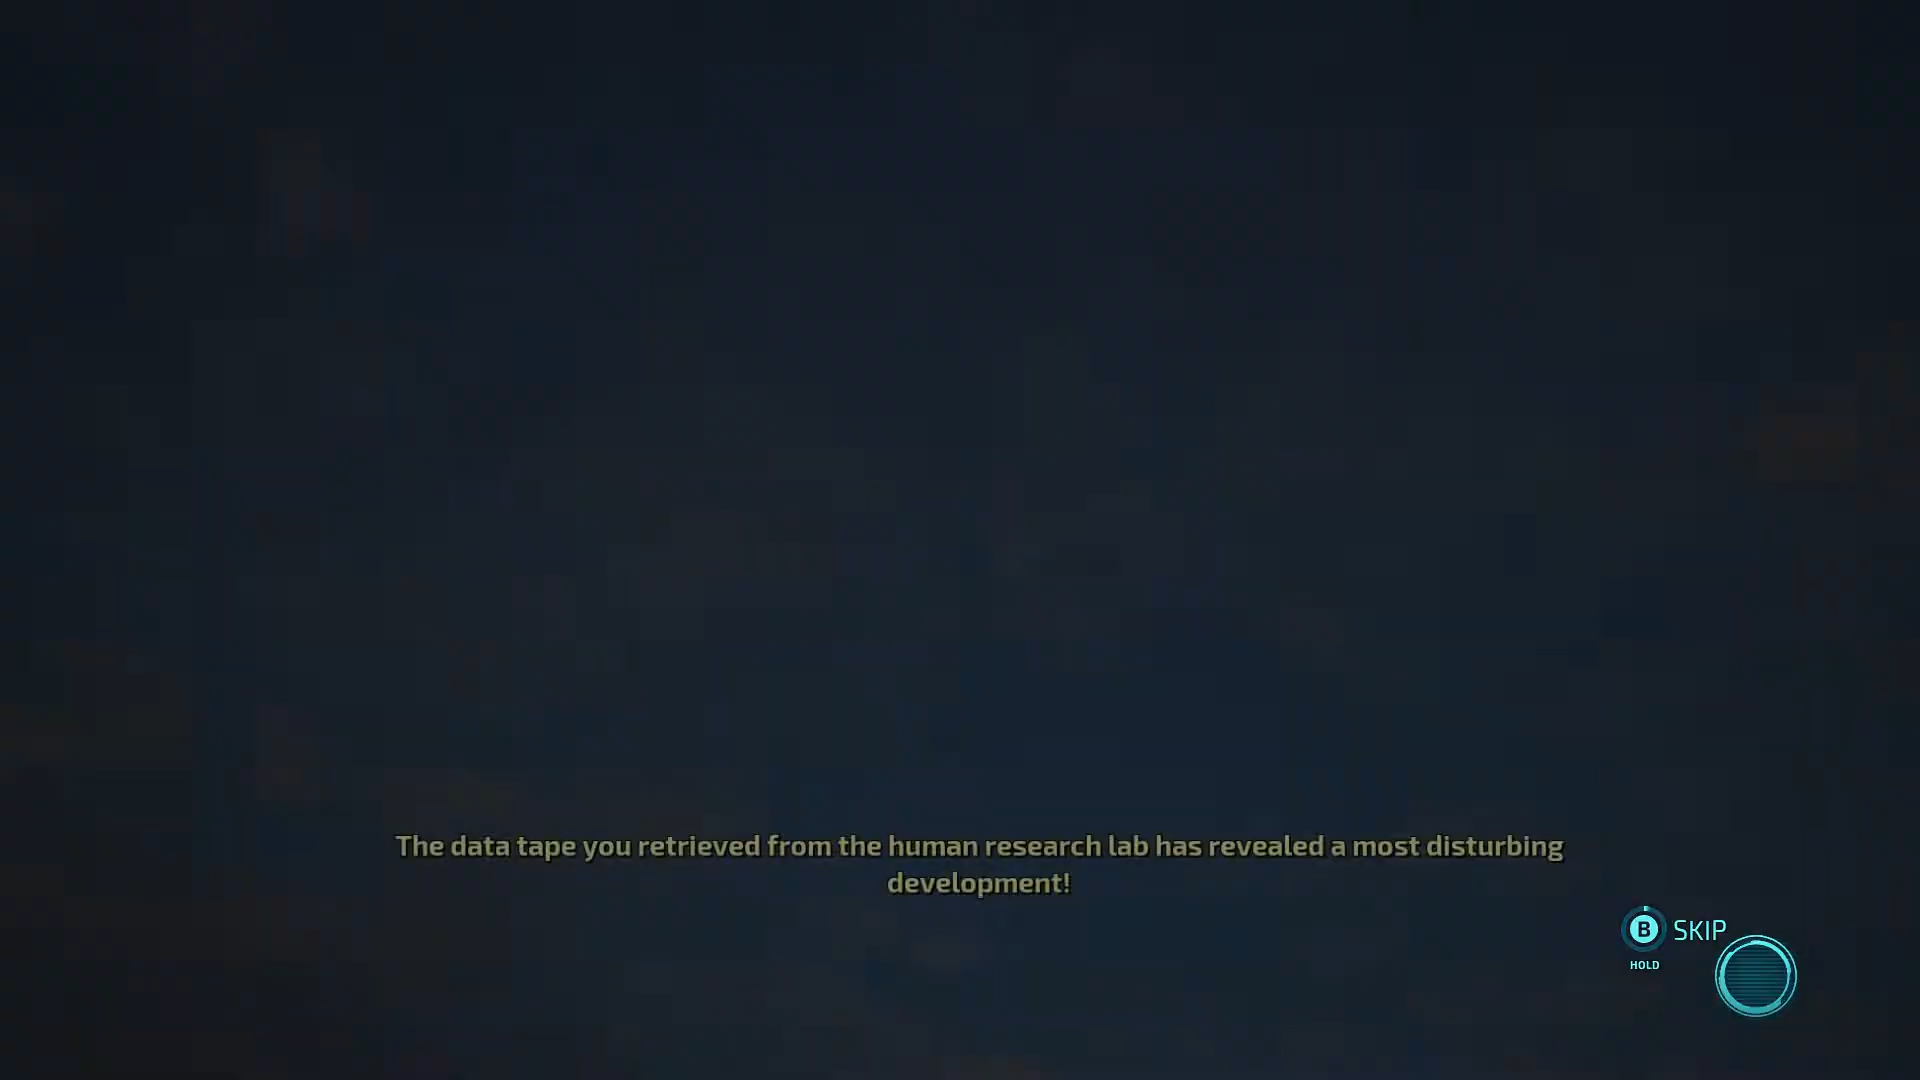 The data tape you retrieved from the human research lab has revealed a most disturbing
development!
B SKIP
HOLD